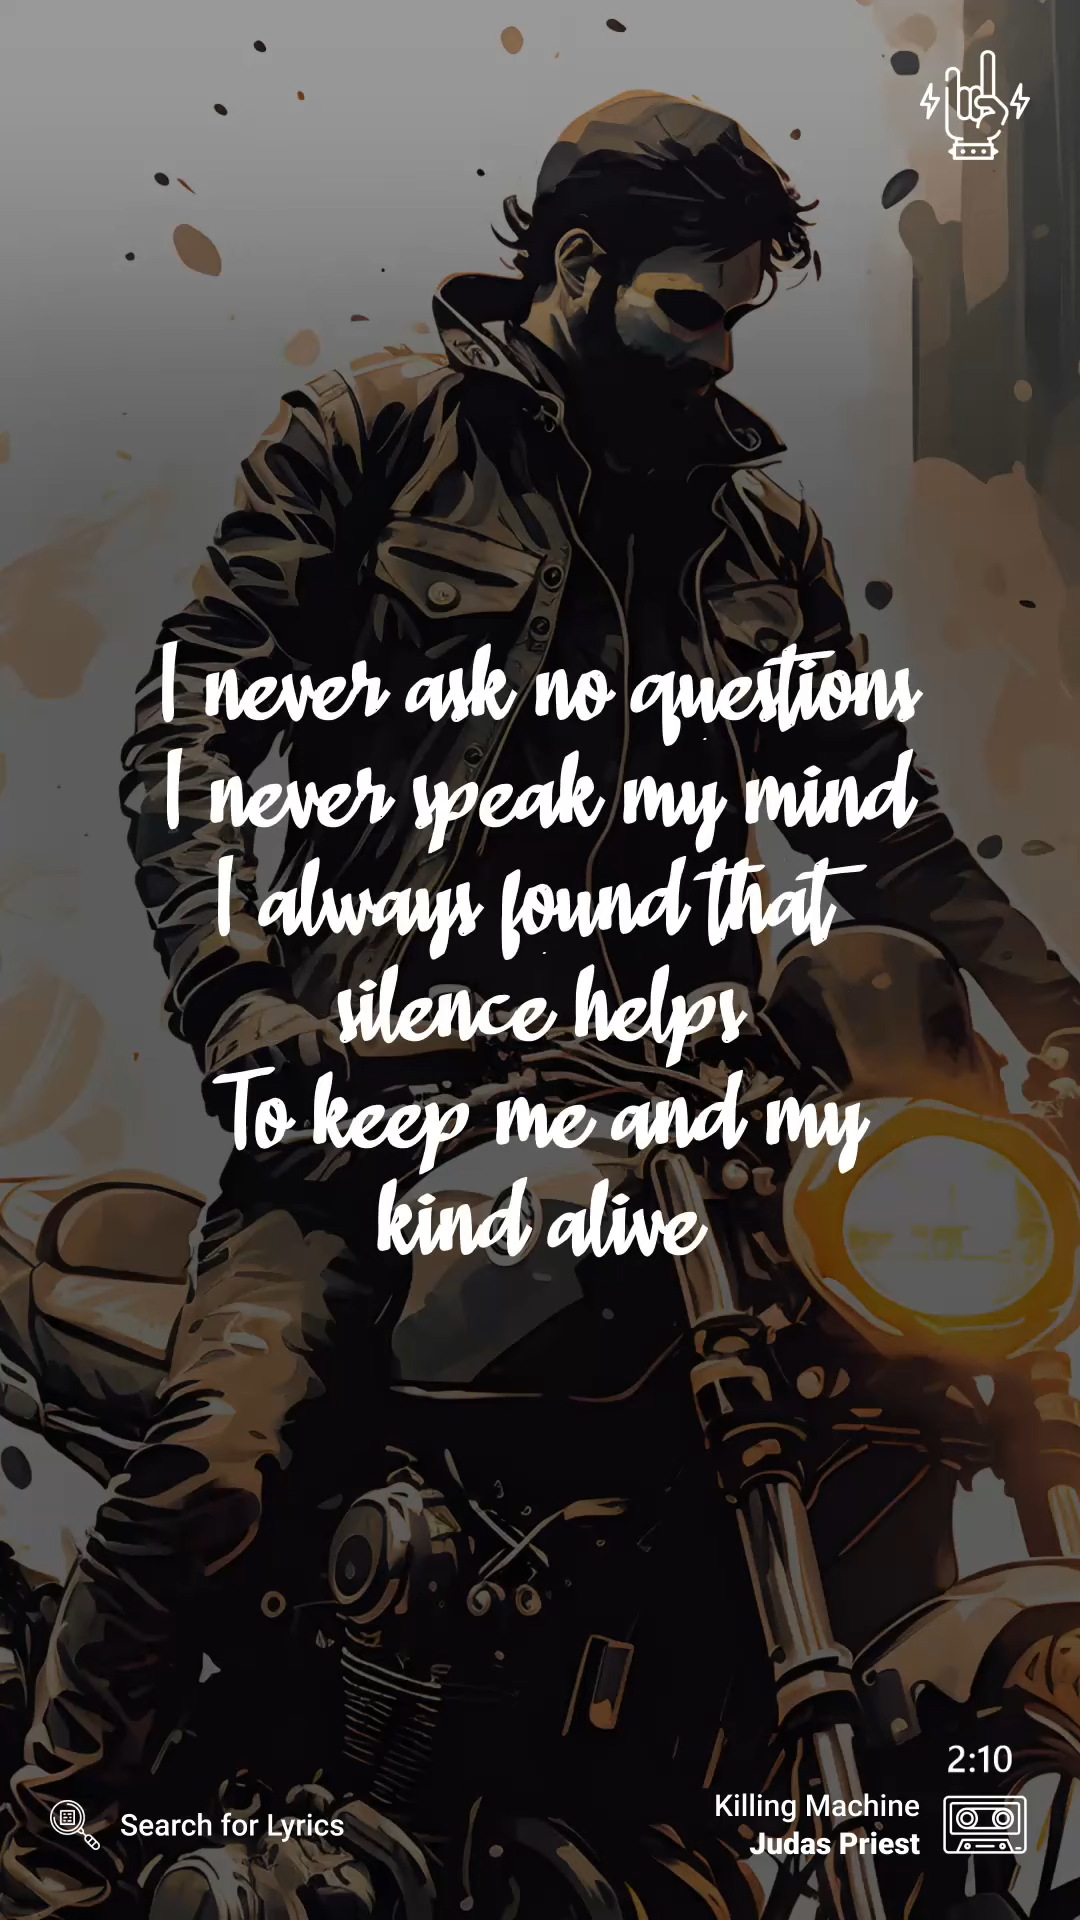 I never ask no questions
I never speak my mind
I always found that
silence helps
To keep me and my
kind alive
2:10
Killing Machine
Judas Priest
Search for Lyrics